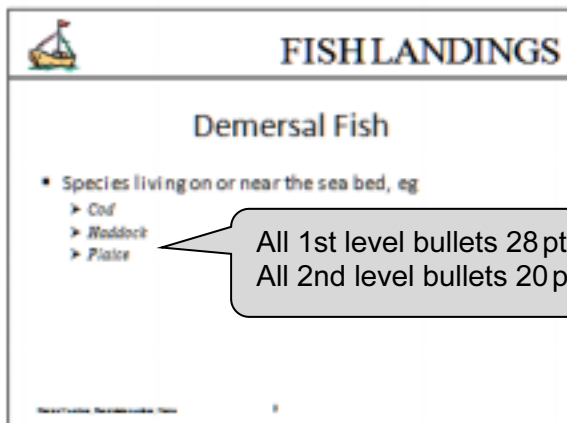 FISH LANDINGS
Demersal Fish
▪ Species living on or near the sea bed, eg
➢ Cod
➢ Haddock
➢ Plaice
All 1st level bullets 28pt
All 2nd level bullets 20p